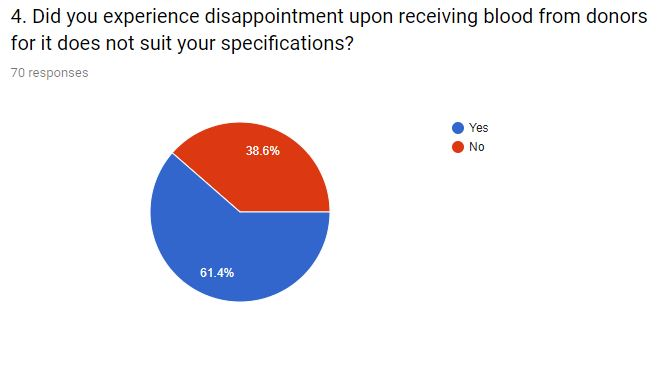 4. Did you experience disappointment upon receiving blood from donors
for it does not suit your specifications?
70 responses
Yes
No
38.6%
61.4%